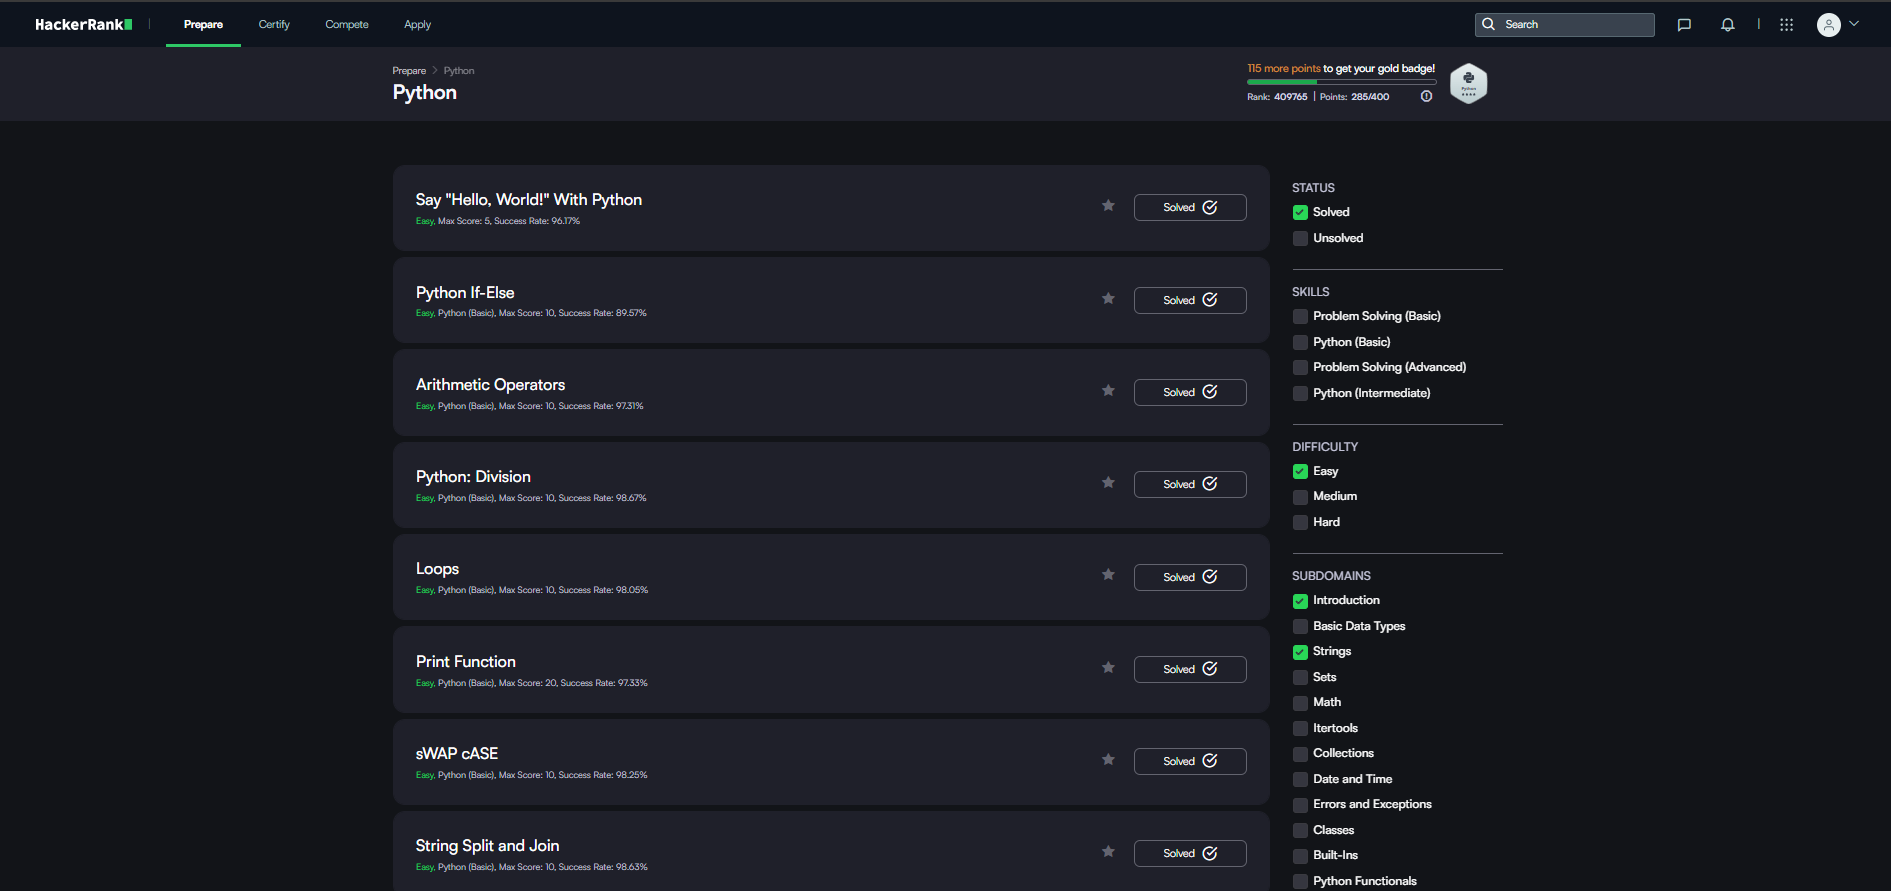 HackerRank
Prepare
Certify
Compete
Apply
Search
Prepare > Python
Python
115 more points to get your gold badge!
Rank: 409765 | Points: 285/400
Python
Say "Hello, World!" With Python
Easy, Max Score: 5, Success Rate: 96.17%
Solved
Python If-Else
Easy, Python (Basic), Max Score: 10, Success Rate: 89.57%
Solved
Arithmetic Operators
Easy, Python (Basic), Max Score: 10, Success Rate: 97.31%
Solved
Python: Division
Easy, Python (Basic), Max Score: 10, Success Rate: 98.67%
Solved
Loops
Easy, Python (Basic), Max Score: 10, Success Rate: 98.05%
Solved
Print Function
Easy, Python (Basic), Max Score: 20, Success Rate: 97.33%
Solved
sWAP cASE
Easy, Python (Basic), Max Score: 10, Success Rate: 98.25%
Solved
String Split and Join
Easy, Python (Basic), Max Score: 10, Success Rate: 98.63%
Solved
STATUS
Solved
Unsolved
SKILLS
Problem Solving (Basic)
Python (Basic)
Problem Solving (Advanced)
Python (Intermediate)
DIFFICULTY
Easy
Medium
Hard
SUBDOMAINS
Introduction
Basic Data Types
Strings
Sets
Math
Itertools
Collections
Date and Time
Errors and Exceptions
Classes
Built-Ins
Python Functionals